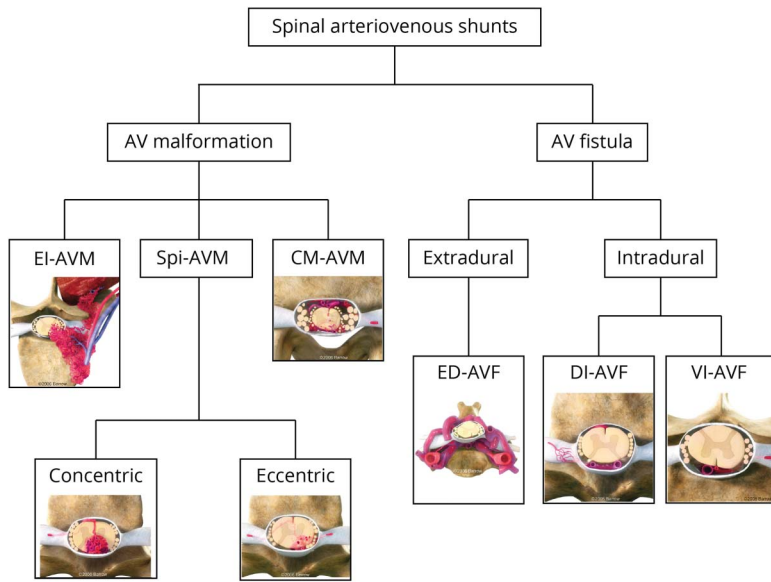 Spinal arteriovenous shunts
AV malformation
AV fistula
EI-AVM
Spi-AVM
CM-AVM
Extradural
Intradural
ED-AVF
DI-AVF
VI-AVF
Concentric
Eccentric